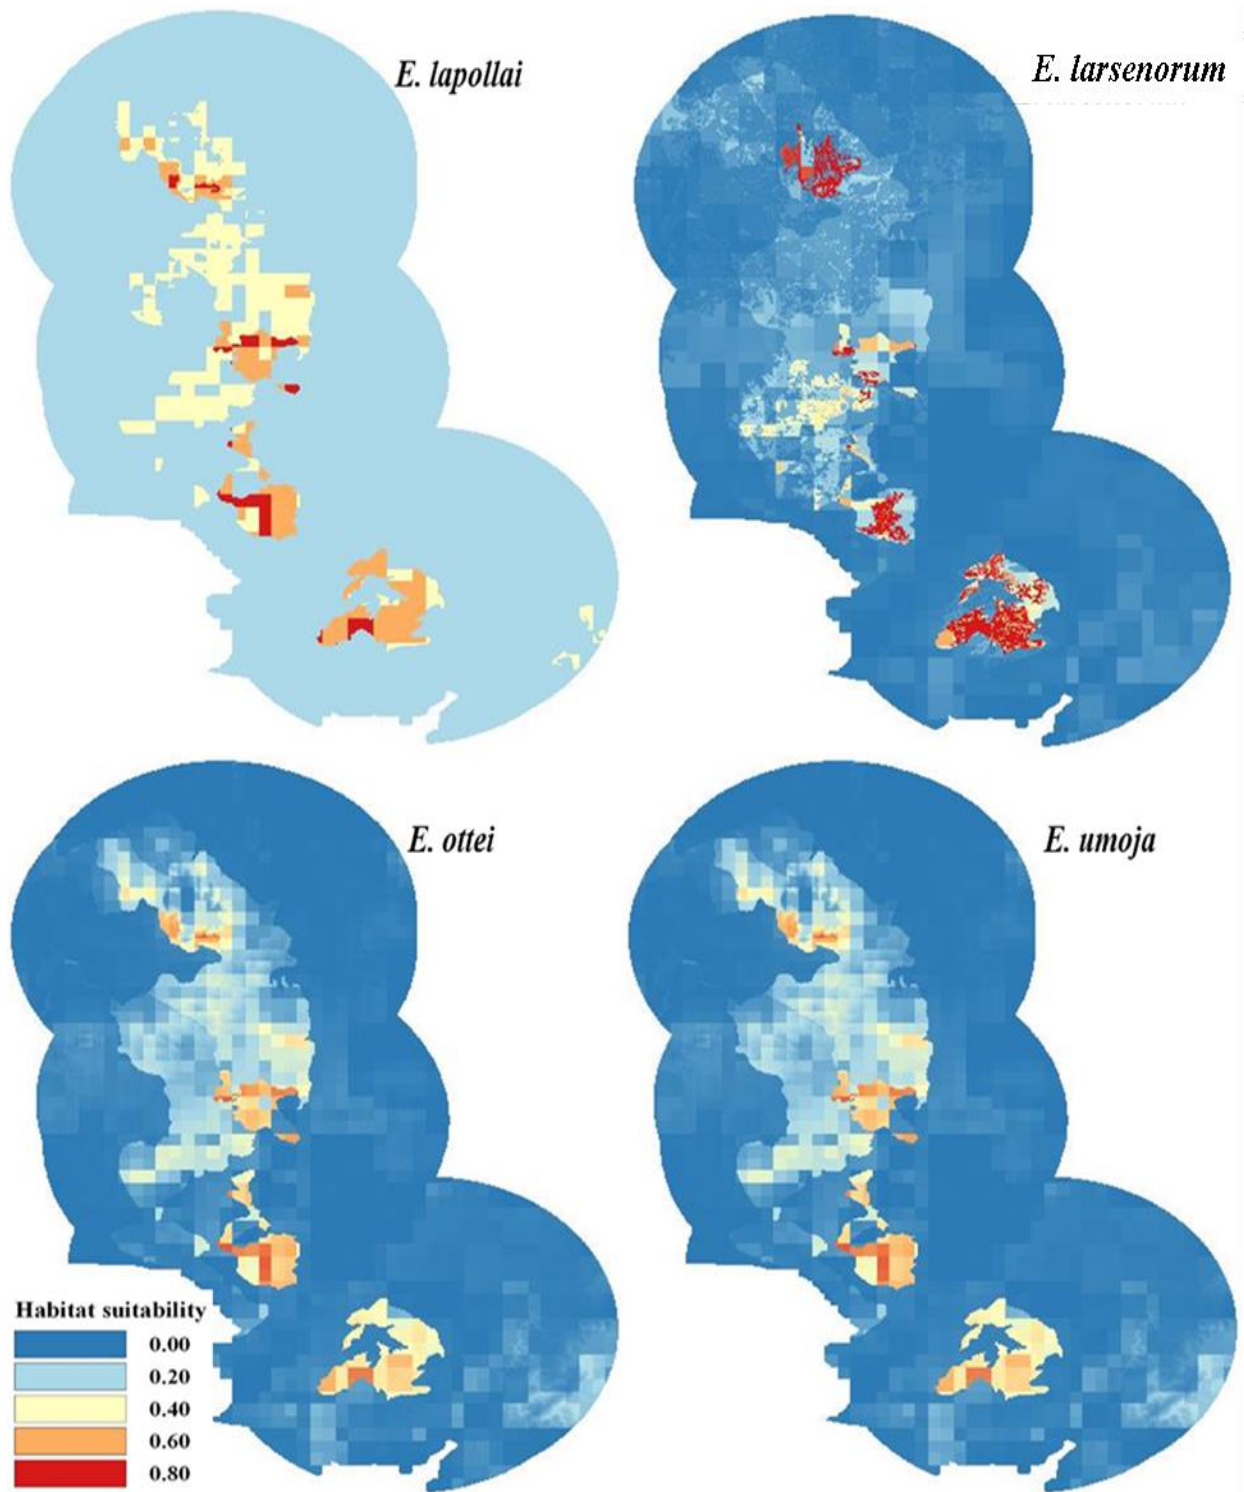 E. lapollai
E. larsenorum
E. ottei
E. umoja
Habitat suitability
0.00
0.20
0.40
0.60
0.80